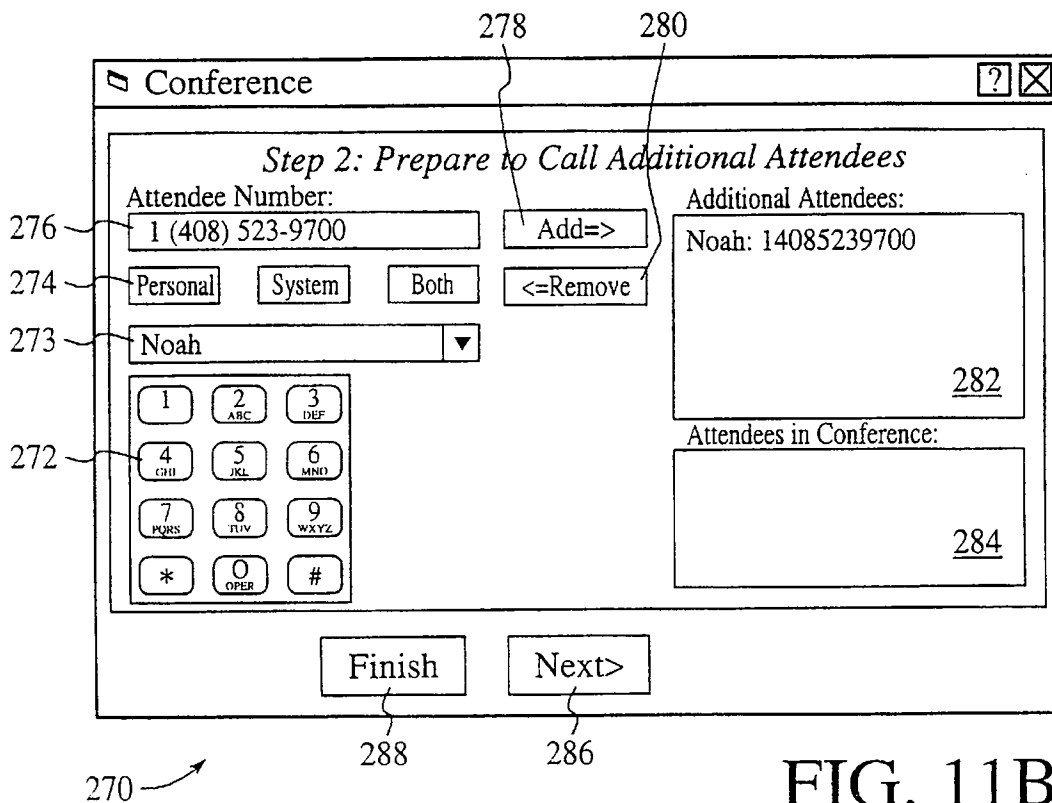 278 280
Conference ?
Step 2: Prepare to Call Additional Attendees
Attendee Number:
276 1 (408) 523-9700 Add=>
274 Personal System Both <=Remove
273 Noah
272
1 2 ABC 3 DEF
4 GHI 5 JKL 6 MNO
7 PQRS 8 TUV 9 WXYZ
* 0 OPER #
Additional Attendees:
Noah: 14085239700
282
Attendees in Conference:
284
Finish Next>
288 286
270
FIG. 11B